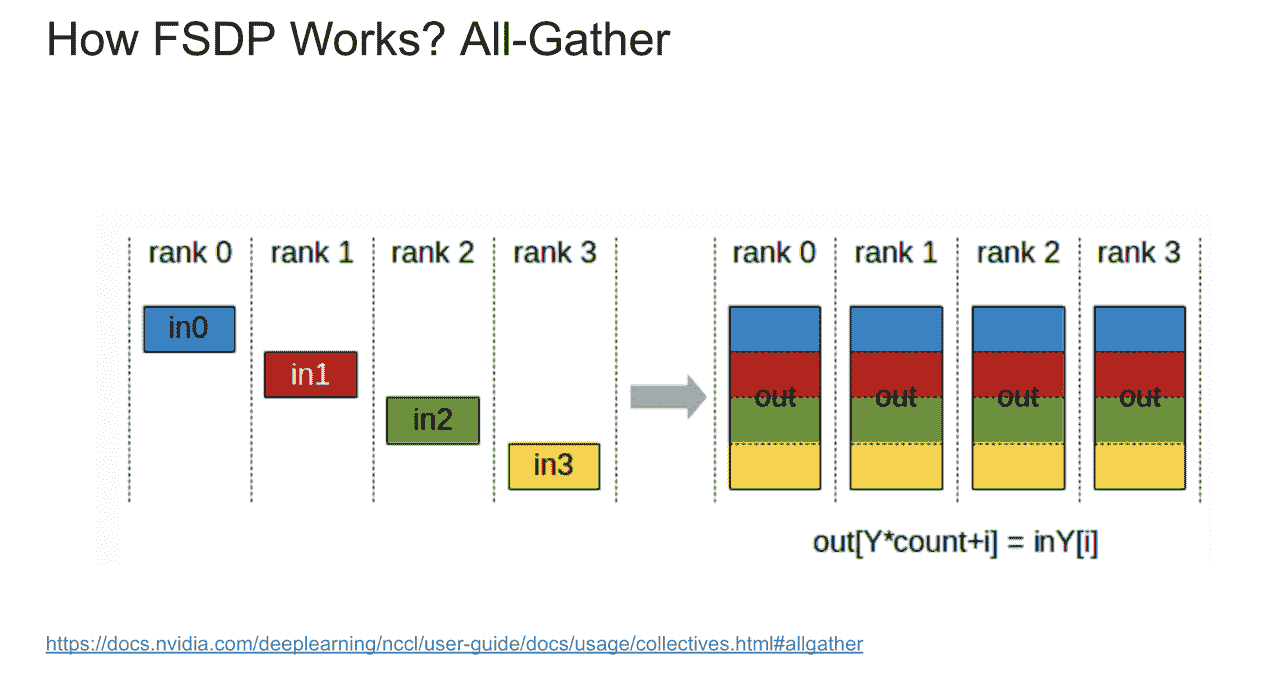 How FSDP Works? All-Gather
rank 0 rank 1 rank 2 rank 3 rank 0 rank 1 rank 2 rank 3
in0
in1
in2
in3
out out out out
out[Y*count+i] = inY[i]
https://docs.nvidia.com/deeplearning/nccl/user-guide/docs/usage/collectives.html#allgather